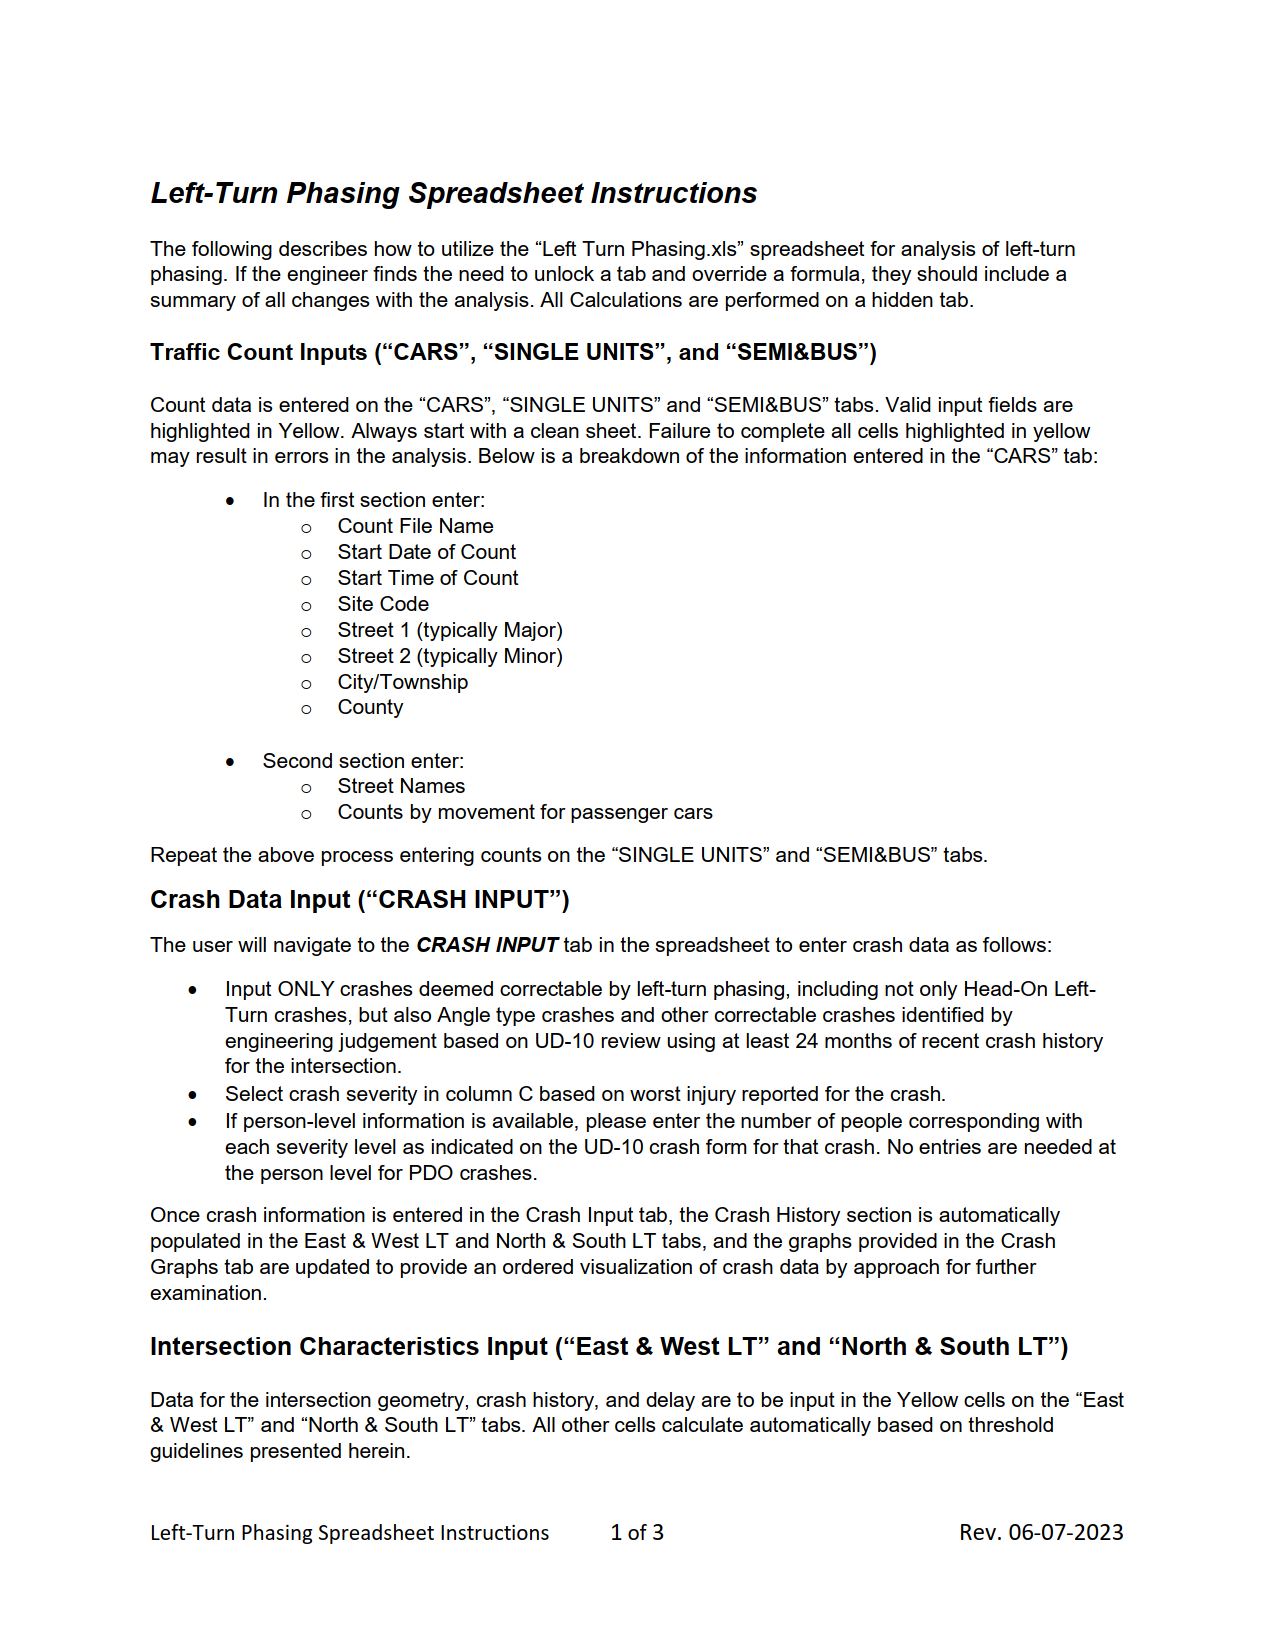 Left-Turn Phasing Spreadsheet Instructions
The following describes how to utilize the “Left Turn Phasing.xls” spreadsheet for analysis of left-turn
phasing. If the engineer finds the need to unlock a tab and override a formula, they should include a
summary of all changes with the analysis. All Calculations are performed on a hidden tab.
Traffic Count Inputs (“CARS”, “SINGLE UNITS”, and “SEMI&BUS”)
Count data is entered on the “CARS”, “SINGLE UNITS” and “SEMI&BUS” tabs. Valid input fields are
highlighted in Yellow. Always start with a clean sheet. Failure to complete all cells highlighted in yellow
may result in errors in the analysis. Below is a breakdown of the information entered in the “CARS” tab:
• In the first section enter:
o Count File Name
o Start Date of Count
o Start Time of Count
o Site Code
o Street 1 (typically Major)
o Street 2 (typically Minor)
o City/Township
o County
• Second section enter:
o Street Names
o Counts by movement for passenger cars
Repeat the above process entering counts on the “SINGLE UNITS” and “SEMI&BUS” tabs.
Crash Data Input (“CRASH INPUT”)
The user will navigate to the CRASH INPUT tab in the spreadsheet to enter crash data as follows:
• Input ONLY crashes deemed correctable by left-turn phasing, including not only Head-On Left-
Turn crashes, but also Angle type crashes and other correctable crashes identified by
engineering judgement based on UD-10 review using at least 24 months of recent crash history
for the intersection.
• Select crash severity in column C based on worst injury reported for the crash.
• If person-level information is available, please enter the number of people corresponding with
each severity level as indicated on the UD-10 crash form for that crash. No entries are needed at
the person level for PDO crashes.
Once crash information is entered in the Crash Input tab, the Crash History section is automatically
populated in the East & West LT and North & South LT tabs, and the graphs provided in the Crash
Graphs tab are updated to provide an ordered visualization of crash data by approach for further
examination.
Intersection Characteristics Input (“East & West LT” and “North & South LT”)
Data for the intersection geometry, crash history, and delay are to be input in the Yellow cells on the “East
& West LT” and “North & South LT” tabs. All other cells calculate automatically based on threshold
guidelines presented herein.
Left-Turn Phasing Spreadsheet Instructions 1 of 3 Rev. 06-07-2023